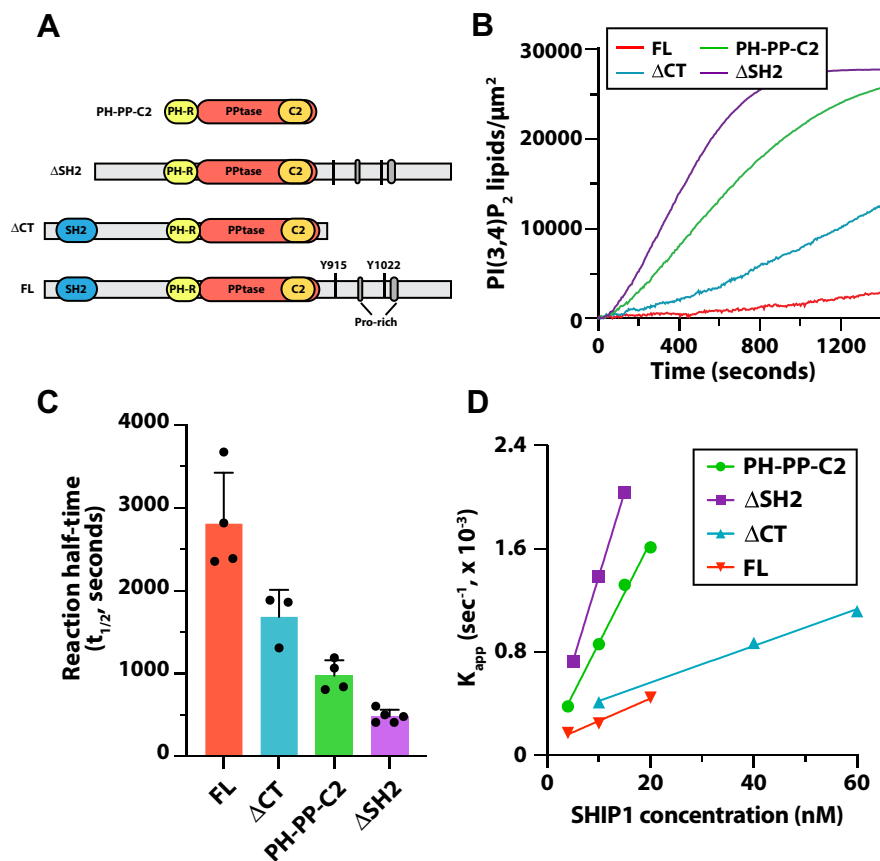 A
PH-PP-C2 PH-R PPtase C2
ΔSH2 PH-R PPtase C2
ΔCT SH2 PH-R PPtase C2
Y915 Y1022
FL SH2 PH-R PPtase C2
Pro-rich
B
FL PH-PP-C2
ΔCT ΔSH2
30000
20000
10000
0
PI(3,4)P₂ lipids/μm²
0 400 800 1200
Time (seconds)
C
4000
3000
2000
1000
0
Reaction half-time
(t₁/₂, seconds)
FL ΔCT PH-PP-C2 ΔSH2
D
2.4
1.6
0.8
0
Kapp (sec⁻¹, x 10⁻³)
PH-PP-C2
ΔSH2
ΔCT
FL
0 20 40 60
SHIP1 concentration (nM)